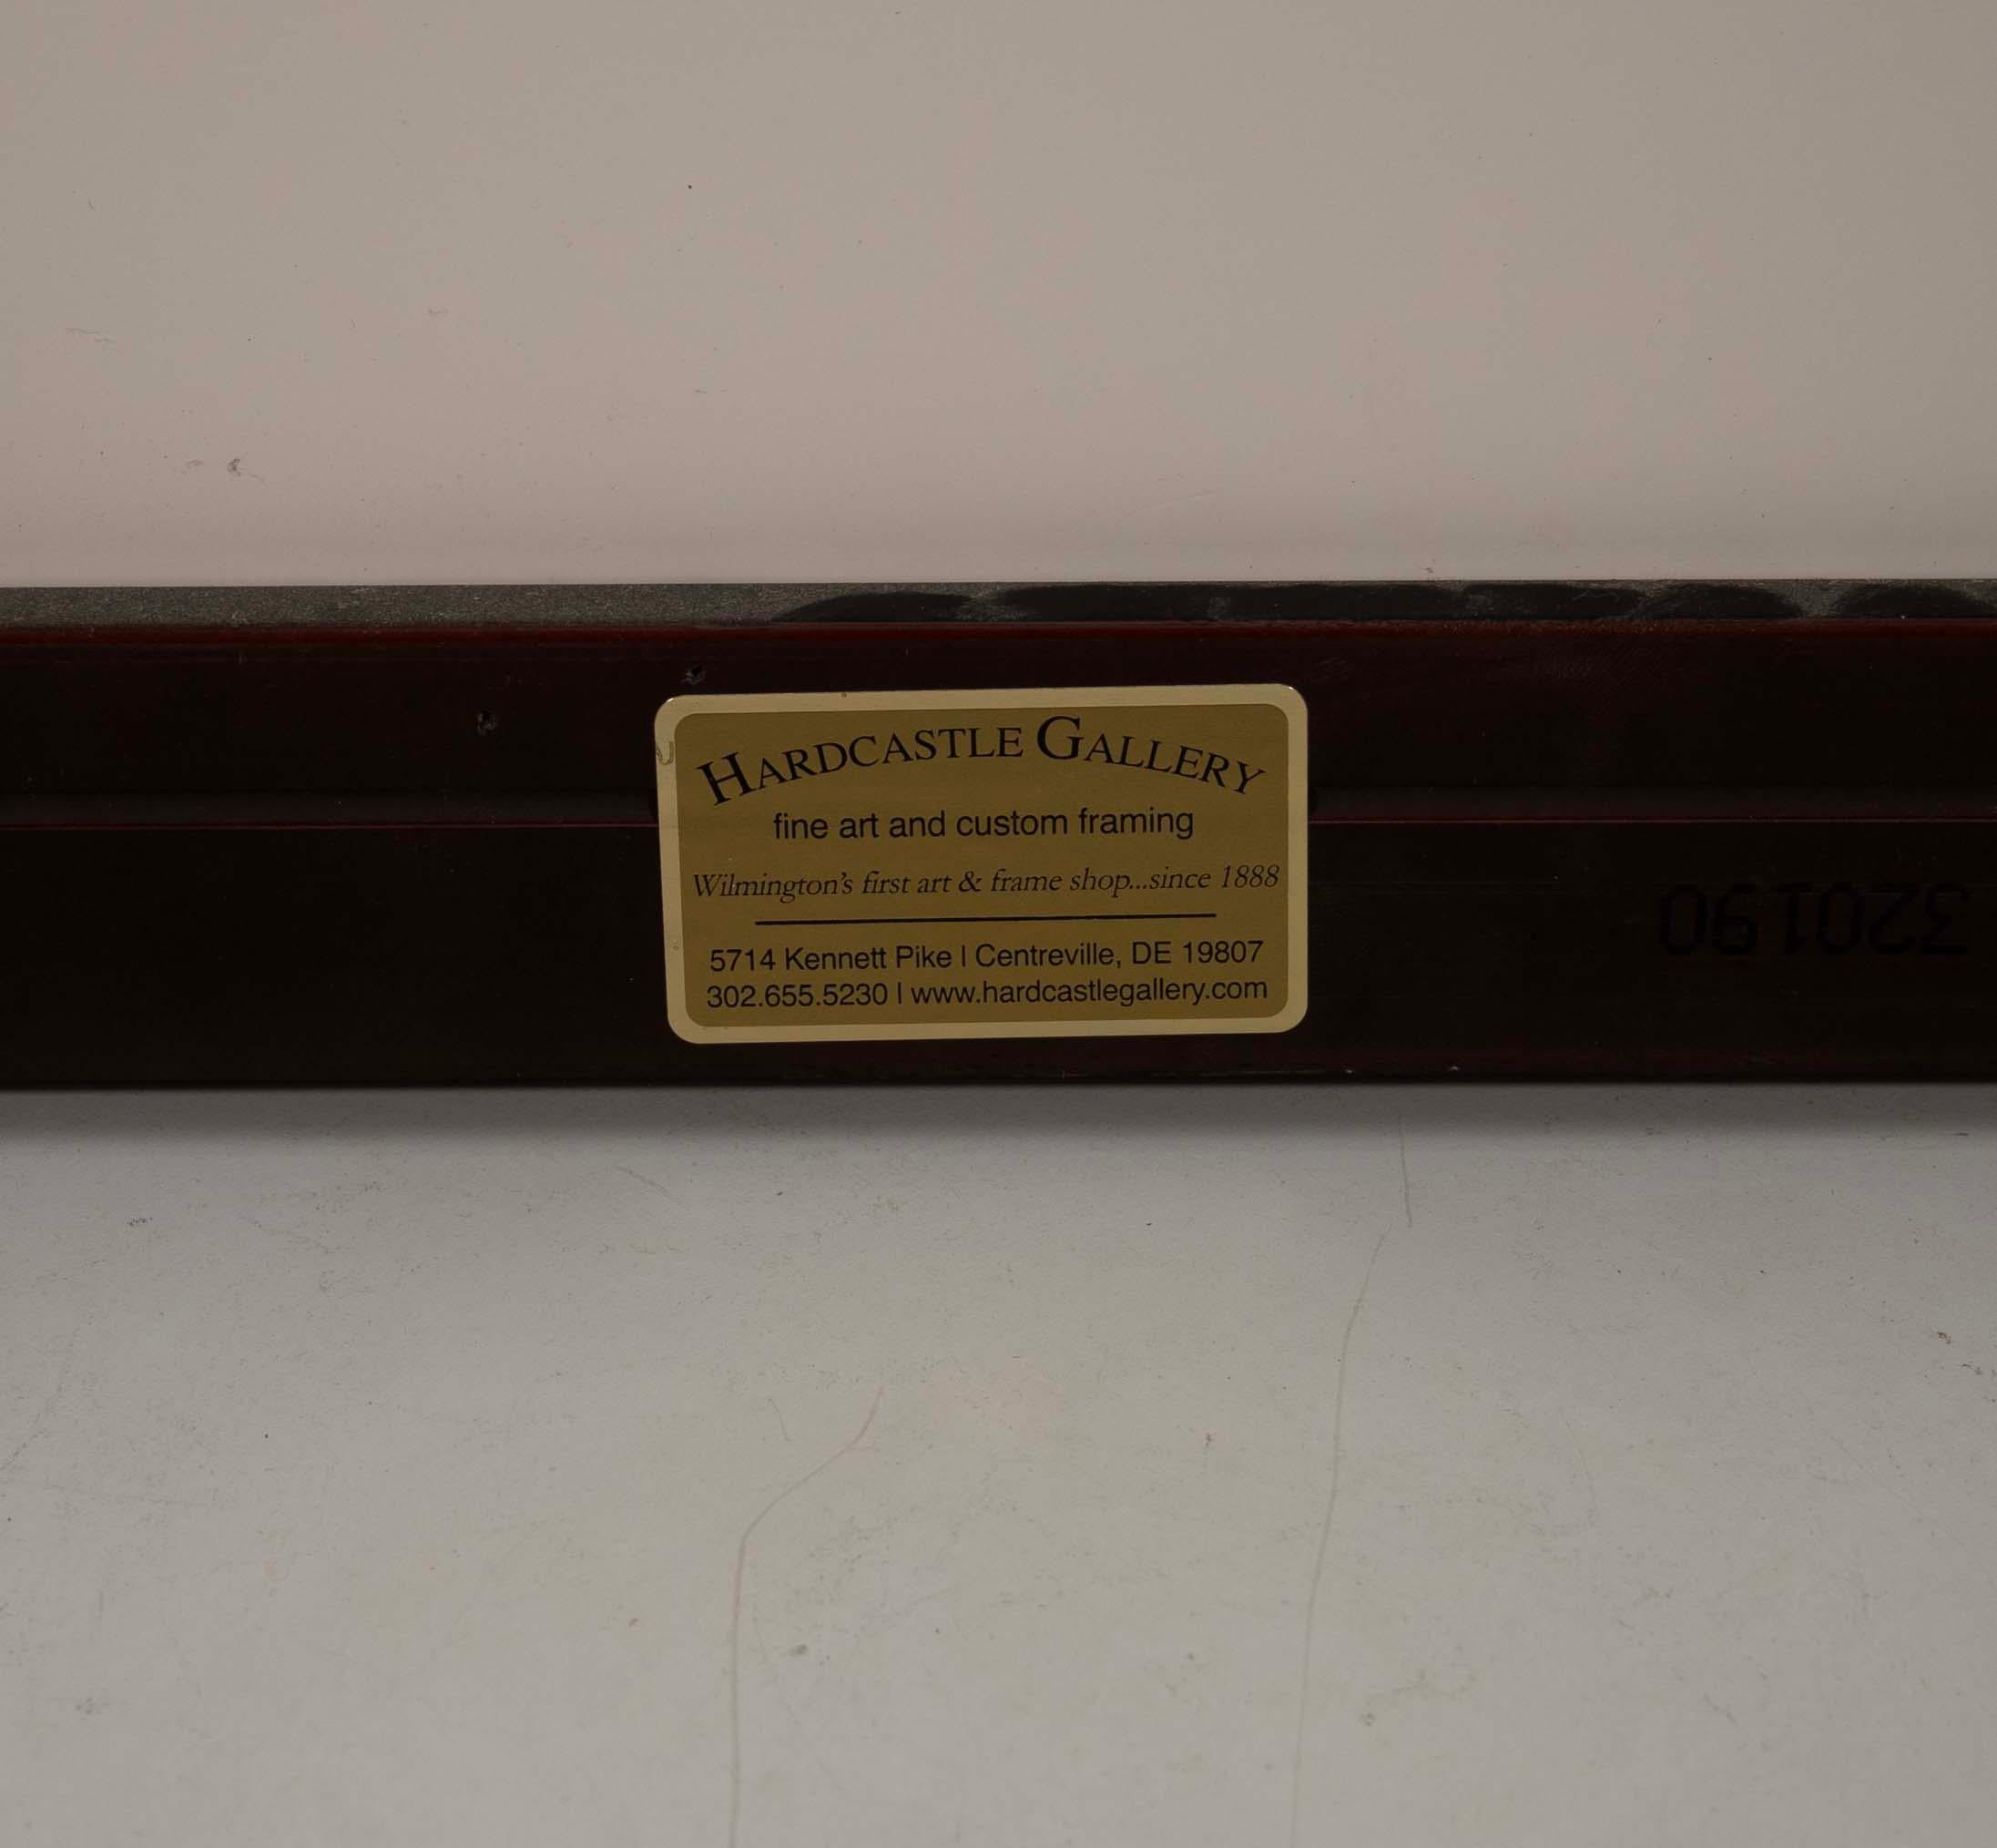 HARDCASTLE GALLERY
fine art and custom framing
Wilmington's first art & frame shop...since 1888
5714 Kennett Pike | Centreville, DE 19807
302.655.5230 | www.hardcastlegallery.com
320190